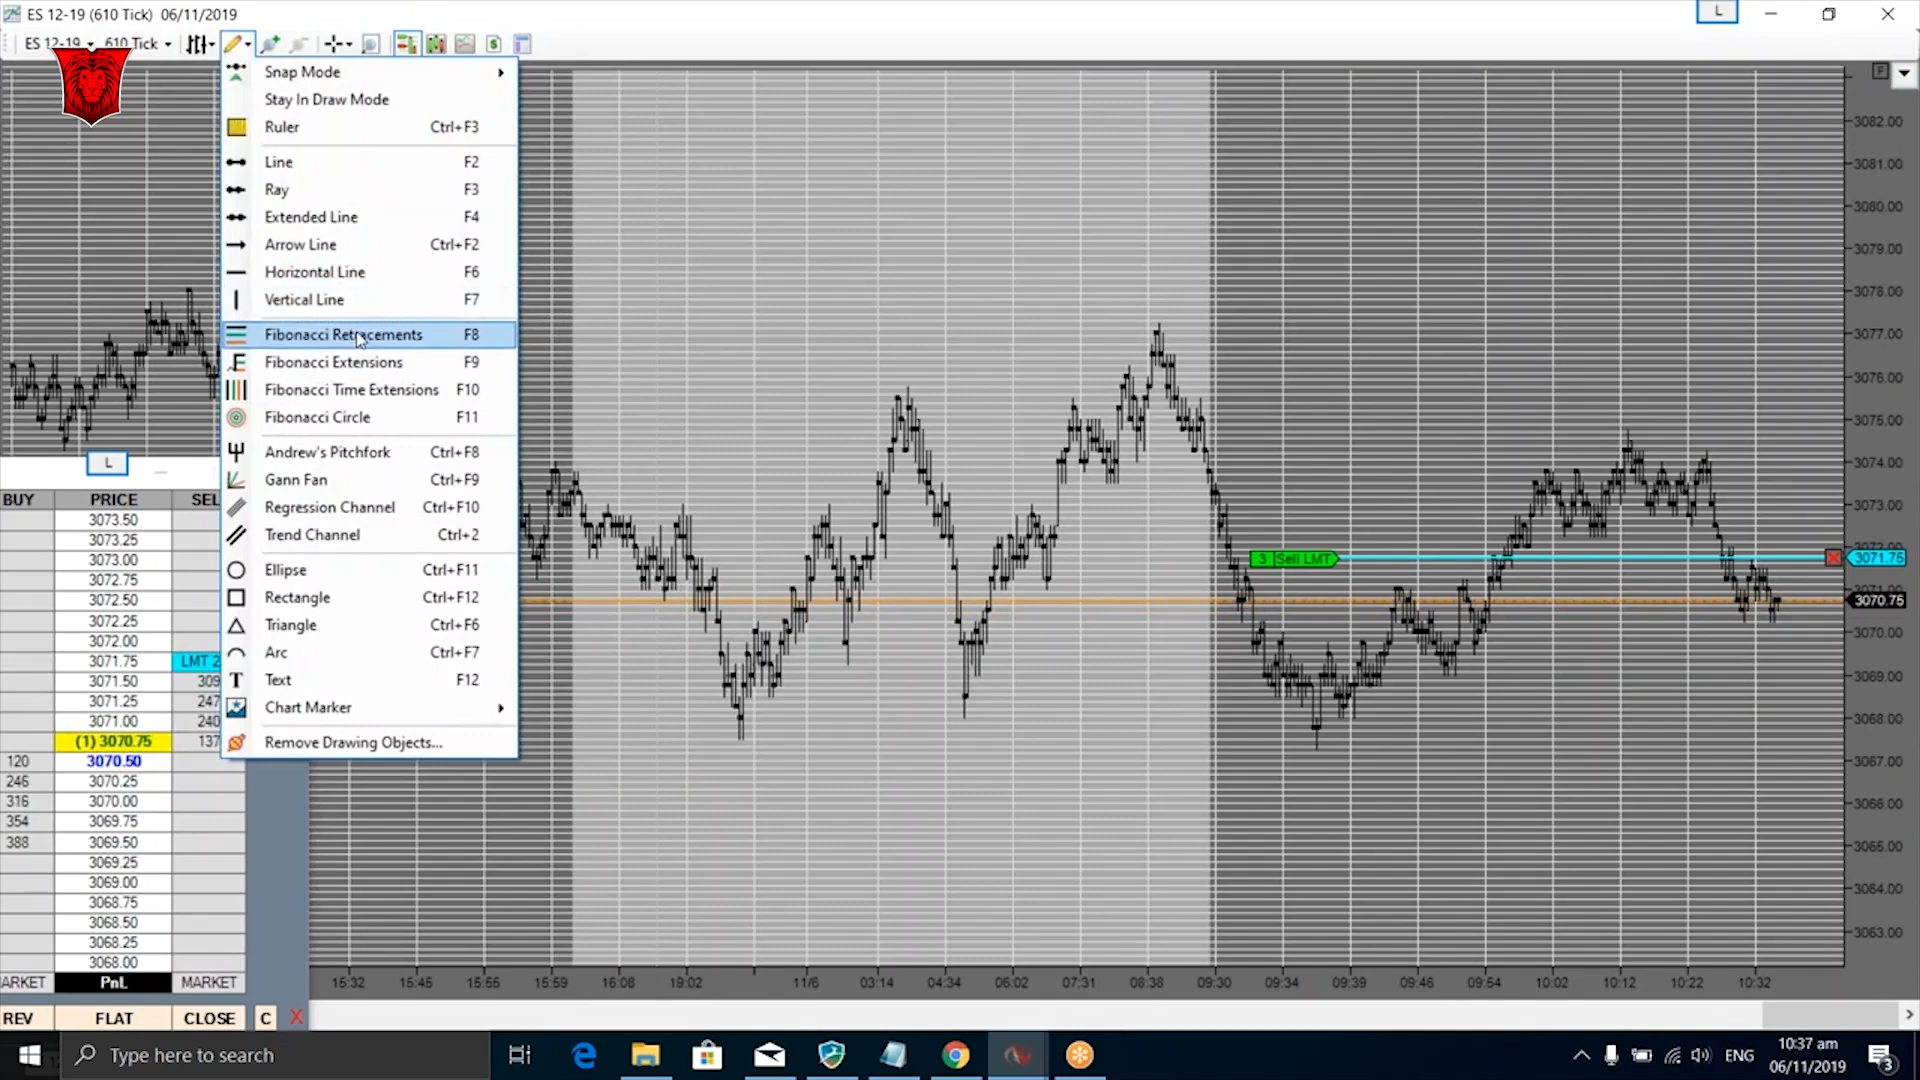 ES 12-19 (610 Tick) 06/11/2019
L
ES 12-19 610 Tick
F
Snap Mode
Stay In Draw Mode
Ruler Ctrl+F3
Line F2
Ray F3
Extended Line F4
Arrow Line Ctrl+F2
Horizontal Line F6
Vertical Line F7
Fibonacci Retracements F8
Fibonacci Extensions F9
Fibonacci Time Extensions F10
Fibonacci Circle F11
Andrew's Pitchfork Ctrl+F8
Gann Fan Ctrl+F9
Regression Channel Ctrl+F10
Trend Channel Ctrl+2
Ellipse Ctrl+F11
Rectangle Ctrl+F12
Triangle Ctrl+F6
Arc Ctrl+F7
Text F12
Chart Marker
Remove Drawing Objects...
L
BUY PRICE SEL
3073.50
3073.25
3073.00
3072.75
3072.50
3072.25
3072.00
3071.75 LMT 2
3071.50 309
3071.25 247
3071.00 240
(1) 3070.75 137
120 3070.50
246 3070.25
316 3070.00
354 3069.75
388 3069.50
3069.25
3069.00
3068.75
3068.50
3068.25
3068.00
ARKET PnL MARKET
REV FLAT CLOSE C X
3 Sell LMT
3082.00
3081.00
3080.00
3079.00
3078.00
3077.00
3076.00
3075.00
3074.00
3073.00
3071.75
3070.75
3070.00
3069.00
3068.00
3067.00
3066.00
3065.00
3064.00
3063.00
15:32 15:45 15:55 15:59 16:08 19:02 11/6 03:14 04:34 06:02 07:31 08:38 09:30 09:34 09:39 09:46 09:54 10:02 10:12 10:22 10:32
Type here to search
ENG
10:37 am
06/11/2019
3